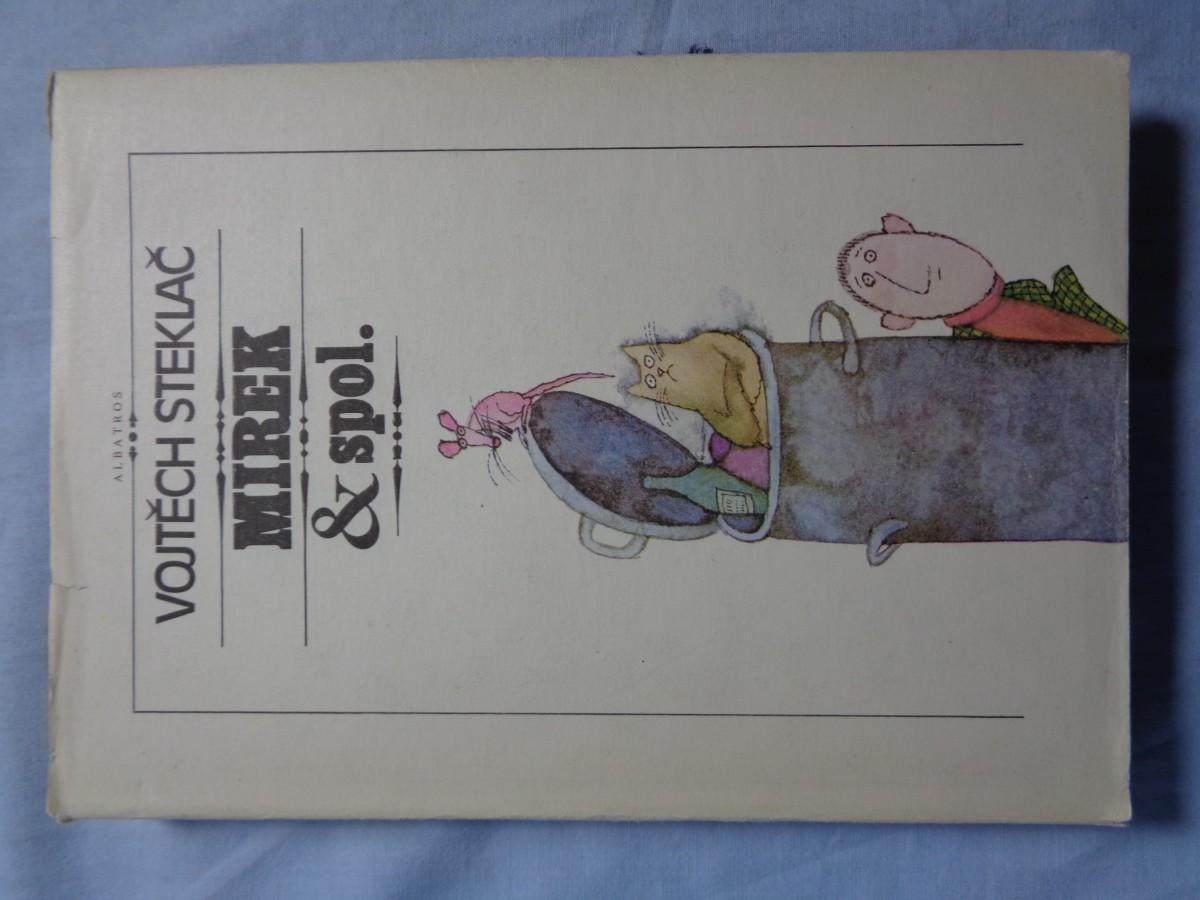 ALBATROS
VOJTĚCH STEKLAČ
MIREK
& spol.